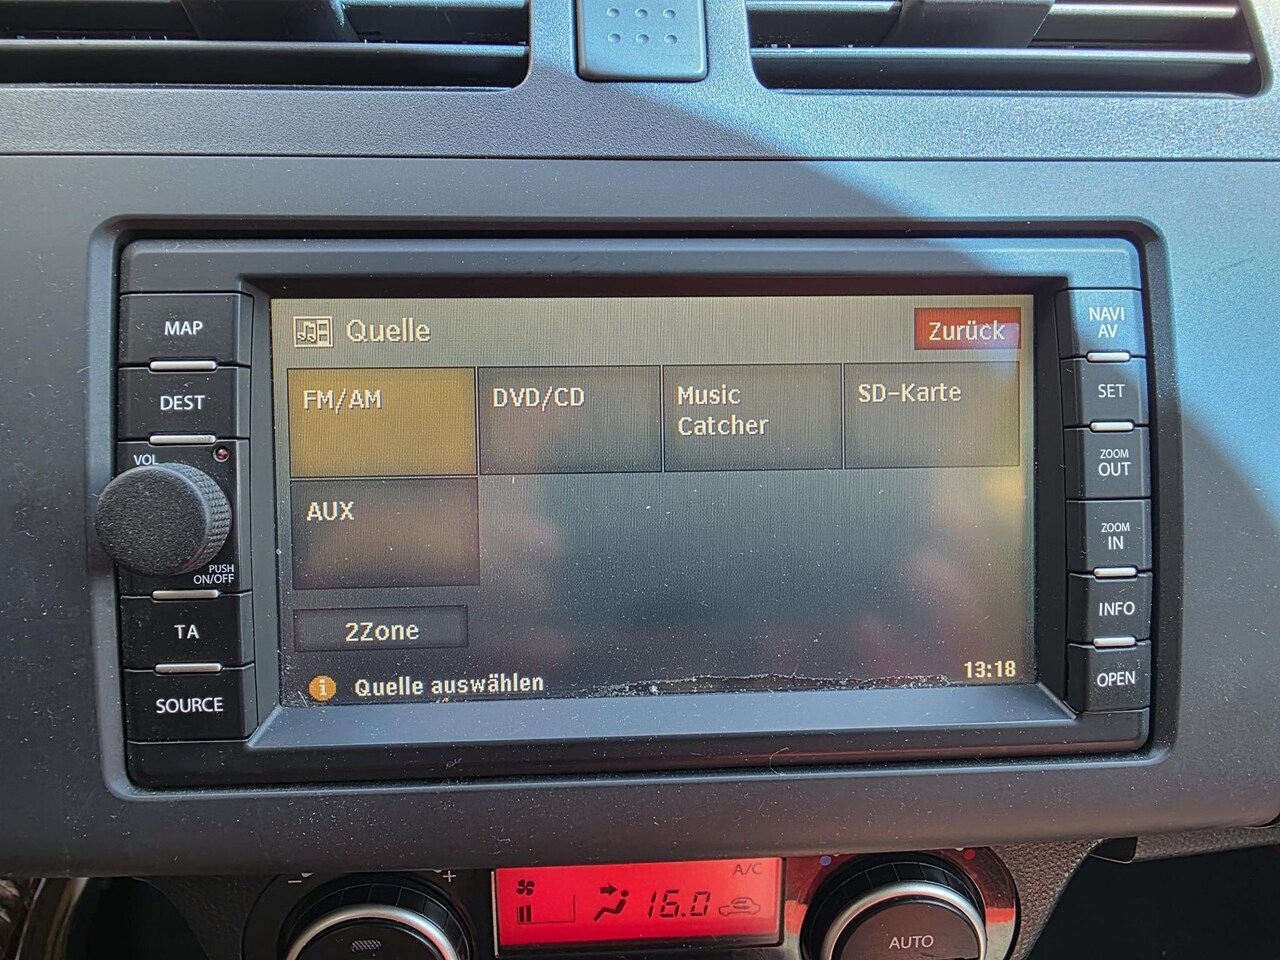 MAP
DEST
VOL
PUSH
ON/OFF
TA
SOURCE
Quelle
Zurück
FM/AM
DVD/CD
Music
Catcher
SD-Karte
AUX
2Zone
i Quelle auswählen
13:18
NAVI
AV
SET
ZOOM
OUT
ZOOM
IN
INFO
OPEN
- +
A/C
16.0
AUTO